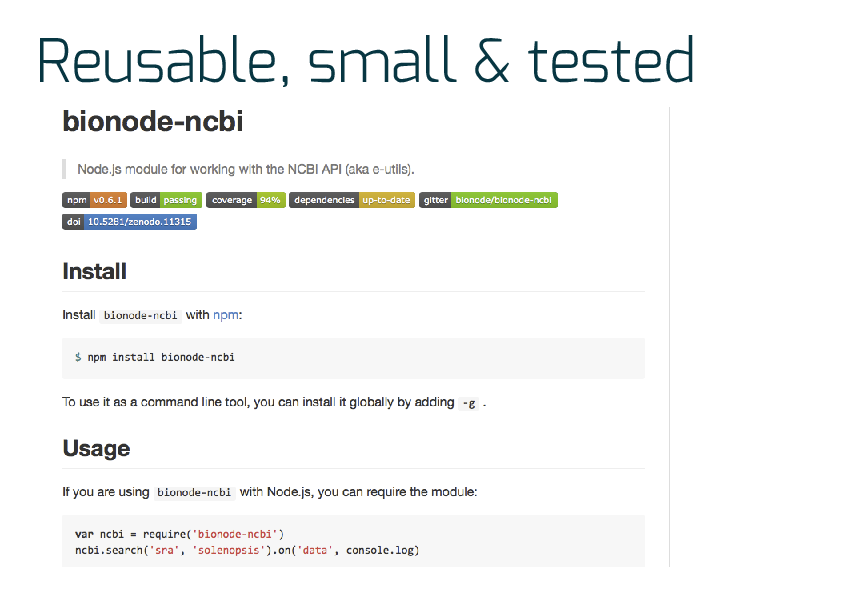 Reusable, small & tested
bionode-ncbi
Node.js module for working with the NCBI API (aka e-utils).
npm v0.6.1 build passing coverage 94% dependencies up-to-date gitter bionode/bionode-ncbi
doi 10.5281/zenodo.11315
Install
Install bionode-ncbi with npm:
$ npm install bionode-ncbi
To use it as a command line tool, you can install it globally by adding -g .
Usage
If you are using bionode-ncbi with Node.js, you can require the module:
var ncbi = require('bionode-ncbi')
ncbi.search('sra', 'solenopsis').on('data', console.log)